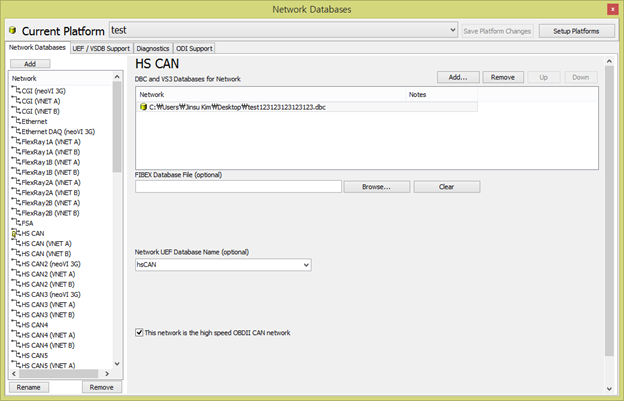 Network Databases
x
Current Platform
test
Save Platform Changes
Setup Platforms
Network Databases
UEF / VSDB Support
Diagnostics
ODI Support
Add
Network
CGI (neoVI 3G)
CGI (VNET A)
CGI (VNET B)
Ethernet
Ethernet DAQ (neoVI 3G)
FlexRay1A (VNET A)
FlexRay1A (VNET B)
FlexRay1B (VNET A)
FlexRay1B (VNET B)
FlexRay2A (VNET A)
FlexRay2A (VNET B)
FlexRay2B (VNET A)
FlexRay2B (VNET B)
FSA
HS CAN
HS CAN (VNET A)
HS CAN (VNET B)
HS CAN2 (neoVI 3G)
HS CAN2 (VNET A)
HS CAN2 (VNET B)
HS CAN3 (neoVI 3G)
HS CAN3 (VNET A)
HS CAN3 (VNET B)
HS CAN4
HS CAN4 (VNET A)
HS CAN4 (VNET B)
HS CAN5
HS CAN5 (VNET A)
Rename
Remove
HS CAN
DBC and VS3 Databases for Network
Add...
Remove
Up
Down
Network
Notes
C:₩Users₩Jinsu Kim₩Desktop₩test123123123123123.dbc
FIBEX Database File (optional)
Browse...
Clear
Network UEF Database Name (optional)
hsCAN
This network is the high speed OBDII CAN network